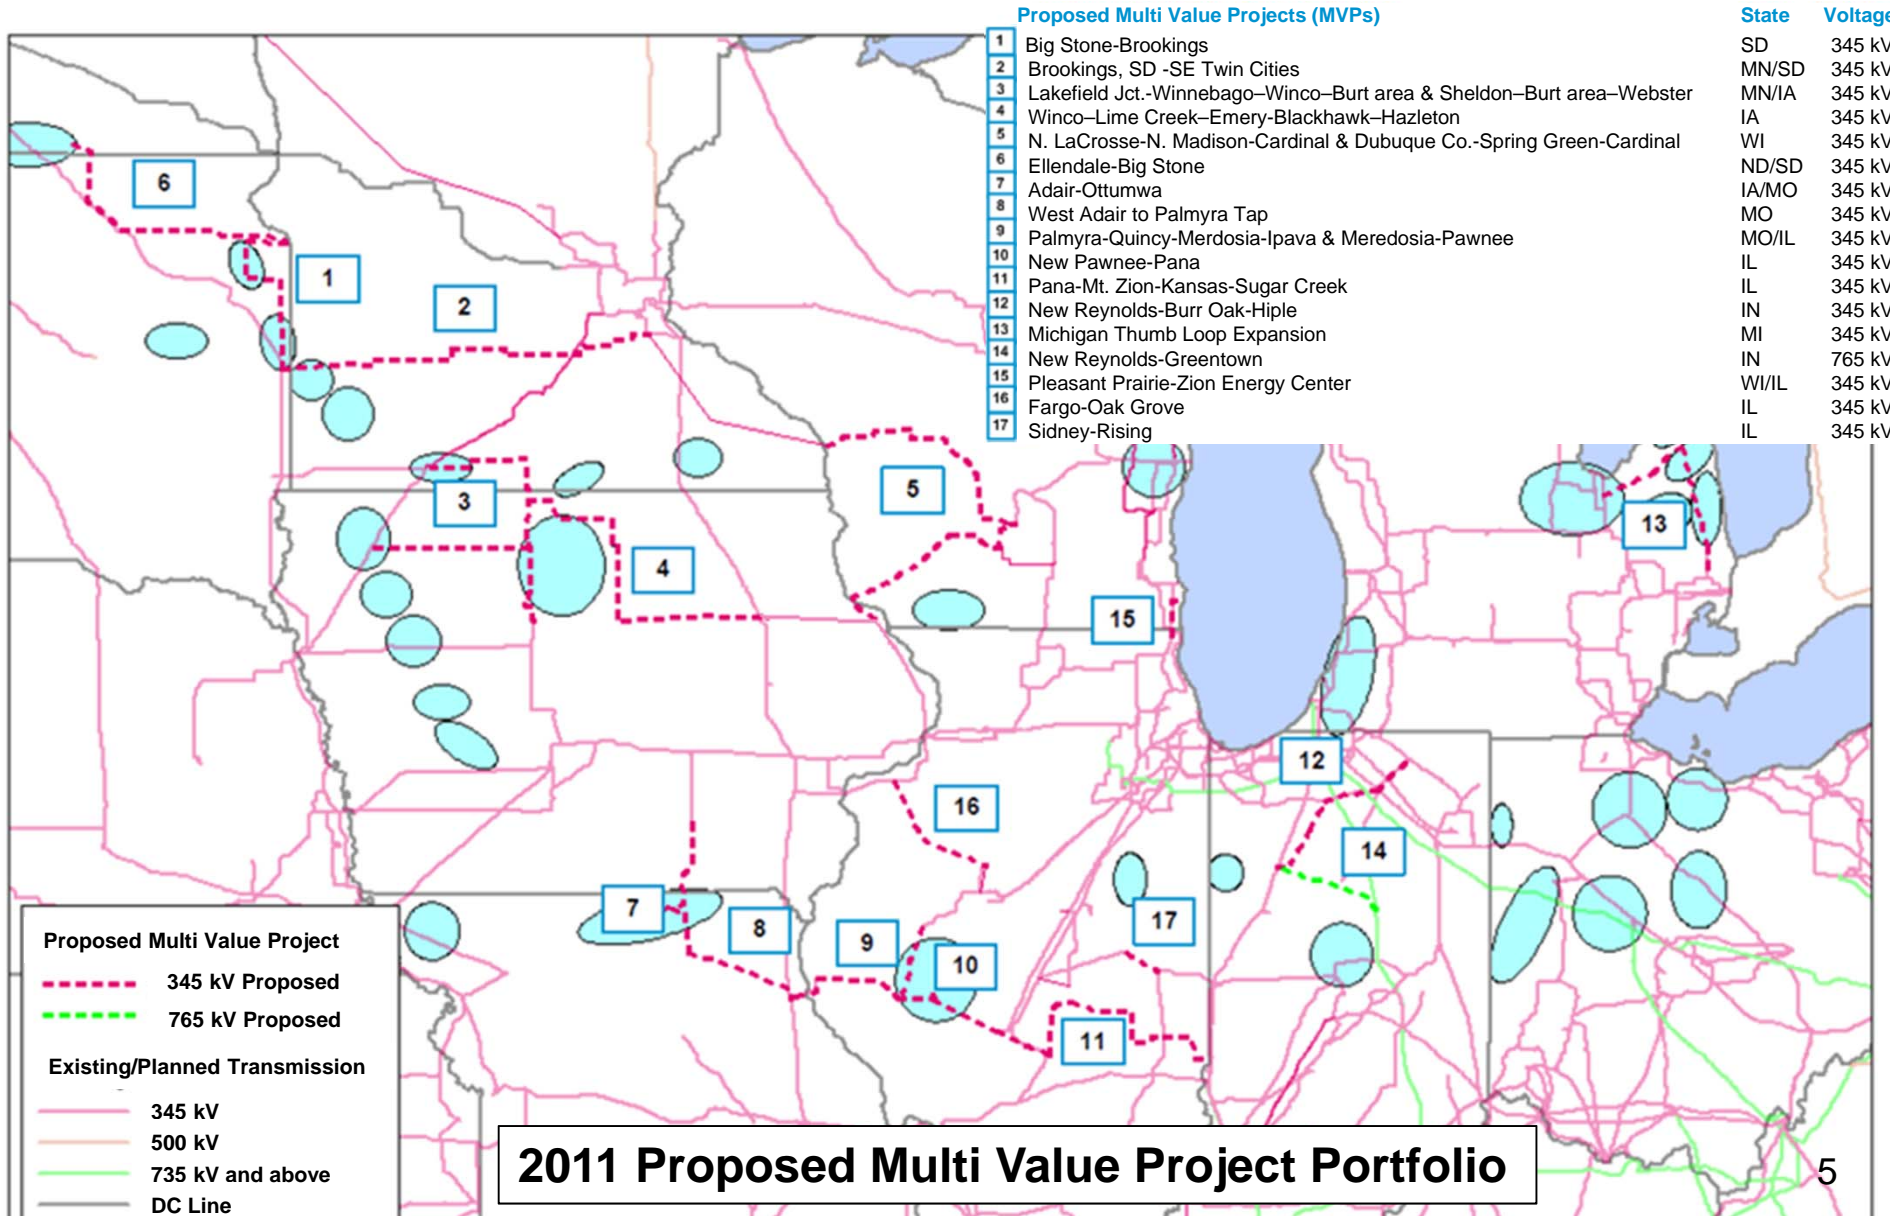 Proposed Multi Value Projects (MVPs) State Voltage
1 Big Stone-Brookings SD 345 kV
2 Brookings, SD -SE Twin Cities MN/SD 345 kV
3 Lakefield Jct.-Winnebago–Winco–Burt area & Sheldon–Burt area–Webster MN/IA 345 kV
4 Winco–Lime Creek–Emery-Blackhawk–Hazleton IA 345 kV
5 N. LaCrosse-N. Madison-Cardinal & Dubuque Co.-Spring Green-Cardinal WI 345 kV
6 Ellendale-Big Stone ND/SD 345 kV
7 Adair-Ottumwa IA/MO 345 kV
8 West Adair to Palmyra Tap MO 345 kV
9 Palmyra-Quincy-Merdosia-Ipava & Meredosia-Pawnee MO/IL 345 kV
10 New Pawnee-Pana IL 345 kV
11 Pana-Mt. Zion-Kansas-Sugar Creek IL 345 kV
12 New Reynolds-Burr Oak-Hiple IN 345 kV
13 Michigan Thumb Loop Expansion MI 345 kV
14 New Reynolds-Greentown IN 765 kV
15 Pleasant Prairie-Zion Energy Center WI/IL 345 kV
16 Fargo-Oak Grove IL 345 kV
17 Sidney-Rising IL 345 kV
6
1
2
5
3
13
4
15
12
16
14
7
8
9
10
17
11
Proposed Multi Value Project
345 kV Proposed
765 kV Proposed
Existing/Planned Transmission
345 kV
500 kV
735 kV and above
DC Line
2011 Proposed Multi Value Project Portfolio
5